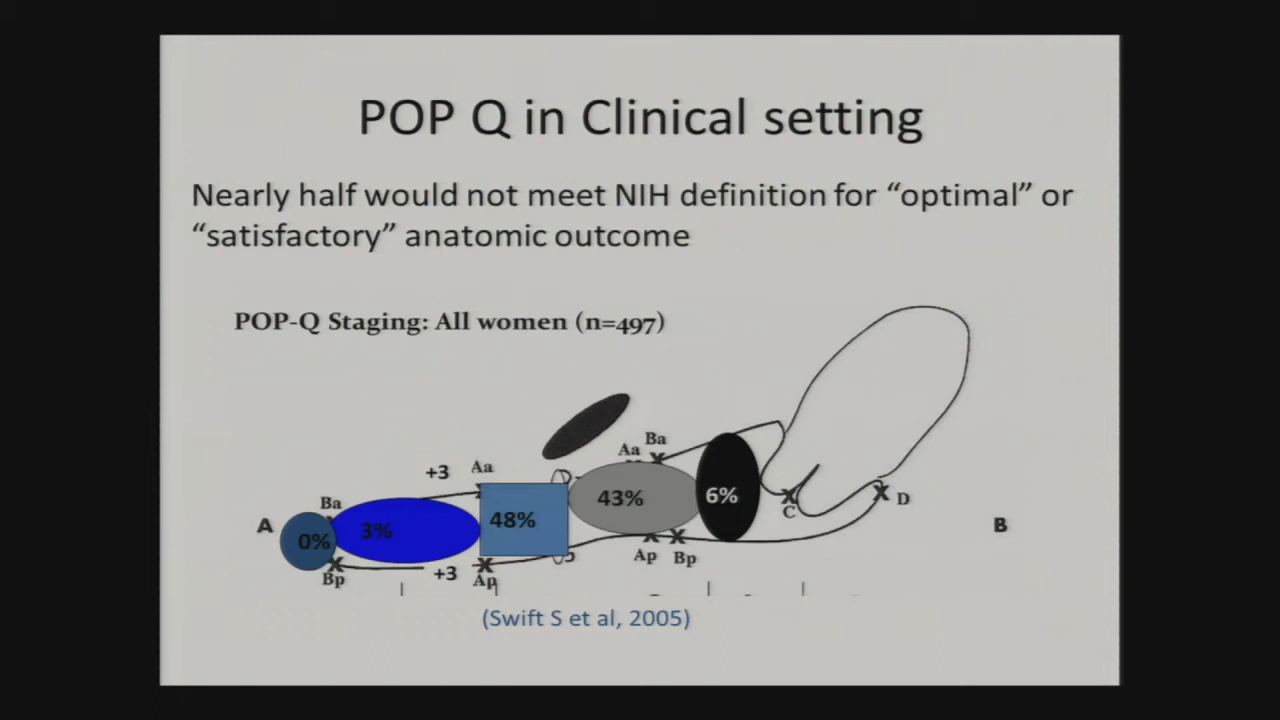 POP Q in Clinical setting
Nearly half would not meet NIH definition for “optimal” or
“satisfactory” anatomic outcome
POP-Q Staging: All women (n=497)
Aa Ba
+3 Aa
Ba
A 0% 3% 48% 43% 6% C D B
Bp +3 Ap Ap Bp
(Swift S et al, 2005)